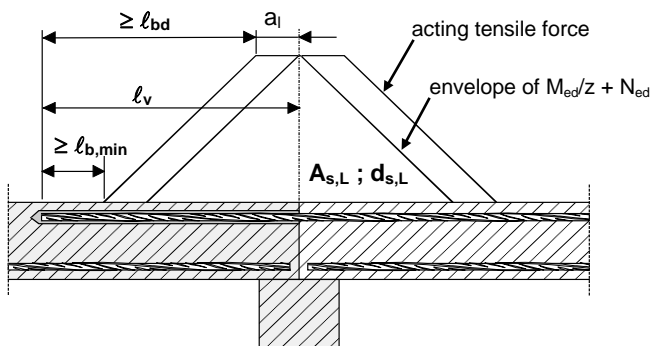 ≥ ℓbd
al
acting tensile force
envelope of Med/z + Ned
ℓv
≥ ℓb,min
As,L ; ds,L